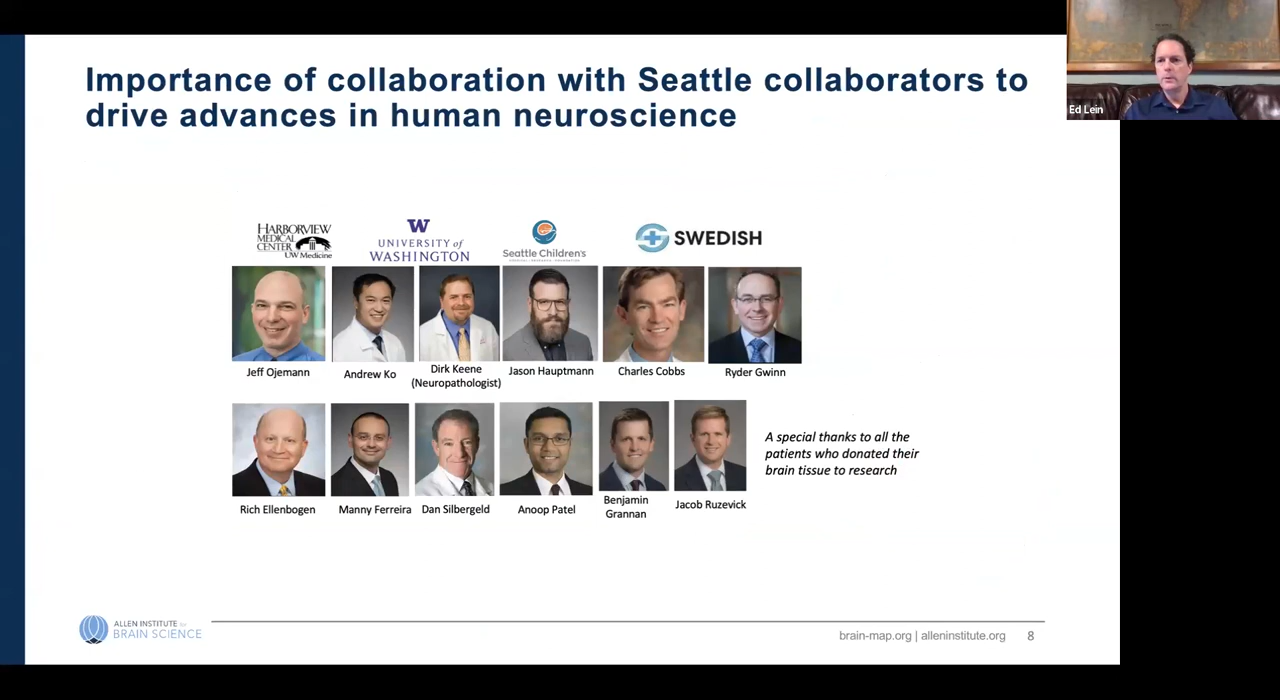 Importance of collaboration with Seattle collaborators to
drive advances in human neuroscience
Ed Lein
HARBORVIEW
MEDICAL
CENTER
UW Medicine
W
UNIVERSITY of
WASHINGTON
Seattle Children's
SWEDISH
Jeff Ojemann
Andrew Ko
Dirk Keene
(Neuropathologist)
Jason Hauptmann
Charles Cobbs
Ryder Gwinn
A special thanks to all the
patients who donated their
brain tissue to research
Rich Ellenbogen
Manny Ferreira
Dan Silbergeld
Anoop Patel
Benjamin
Grannan
Jacob Ruzevick
ALLEN INSTITUTE for
BRAIN SCIENCE
brain-map.org | alleninstitute.org
8